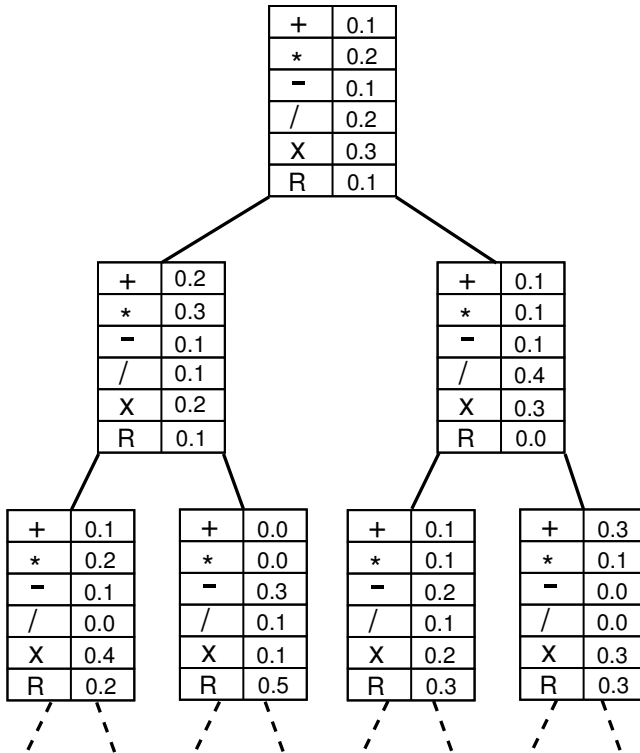 + 0.1
* 0.2
- 0.1
/ 0.2
X 0.3
R 0.1
+ 0.2
* 0.3
- 0.1
/ 0.1
X 0.2
R 0.1
+ 0.1
* 0.1
- 0.1
/ 0.4
X 0.3
R 0.0
+ 0.1
* 0.2
- 0.1
/ 0.0
X 0.4
R 0.2
+ 0.0
* 0.0
- 0.3
/ 0.1
X 0.1
R 0.5
+ 0.1
* 0.1
- 0.2
/ 0.1
X 0.2
R 0.3
+ 0.3
* 0.1
- 0.0
/ 0.0
X 0.3
R 0.3